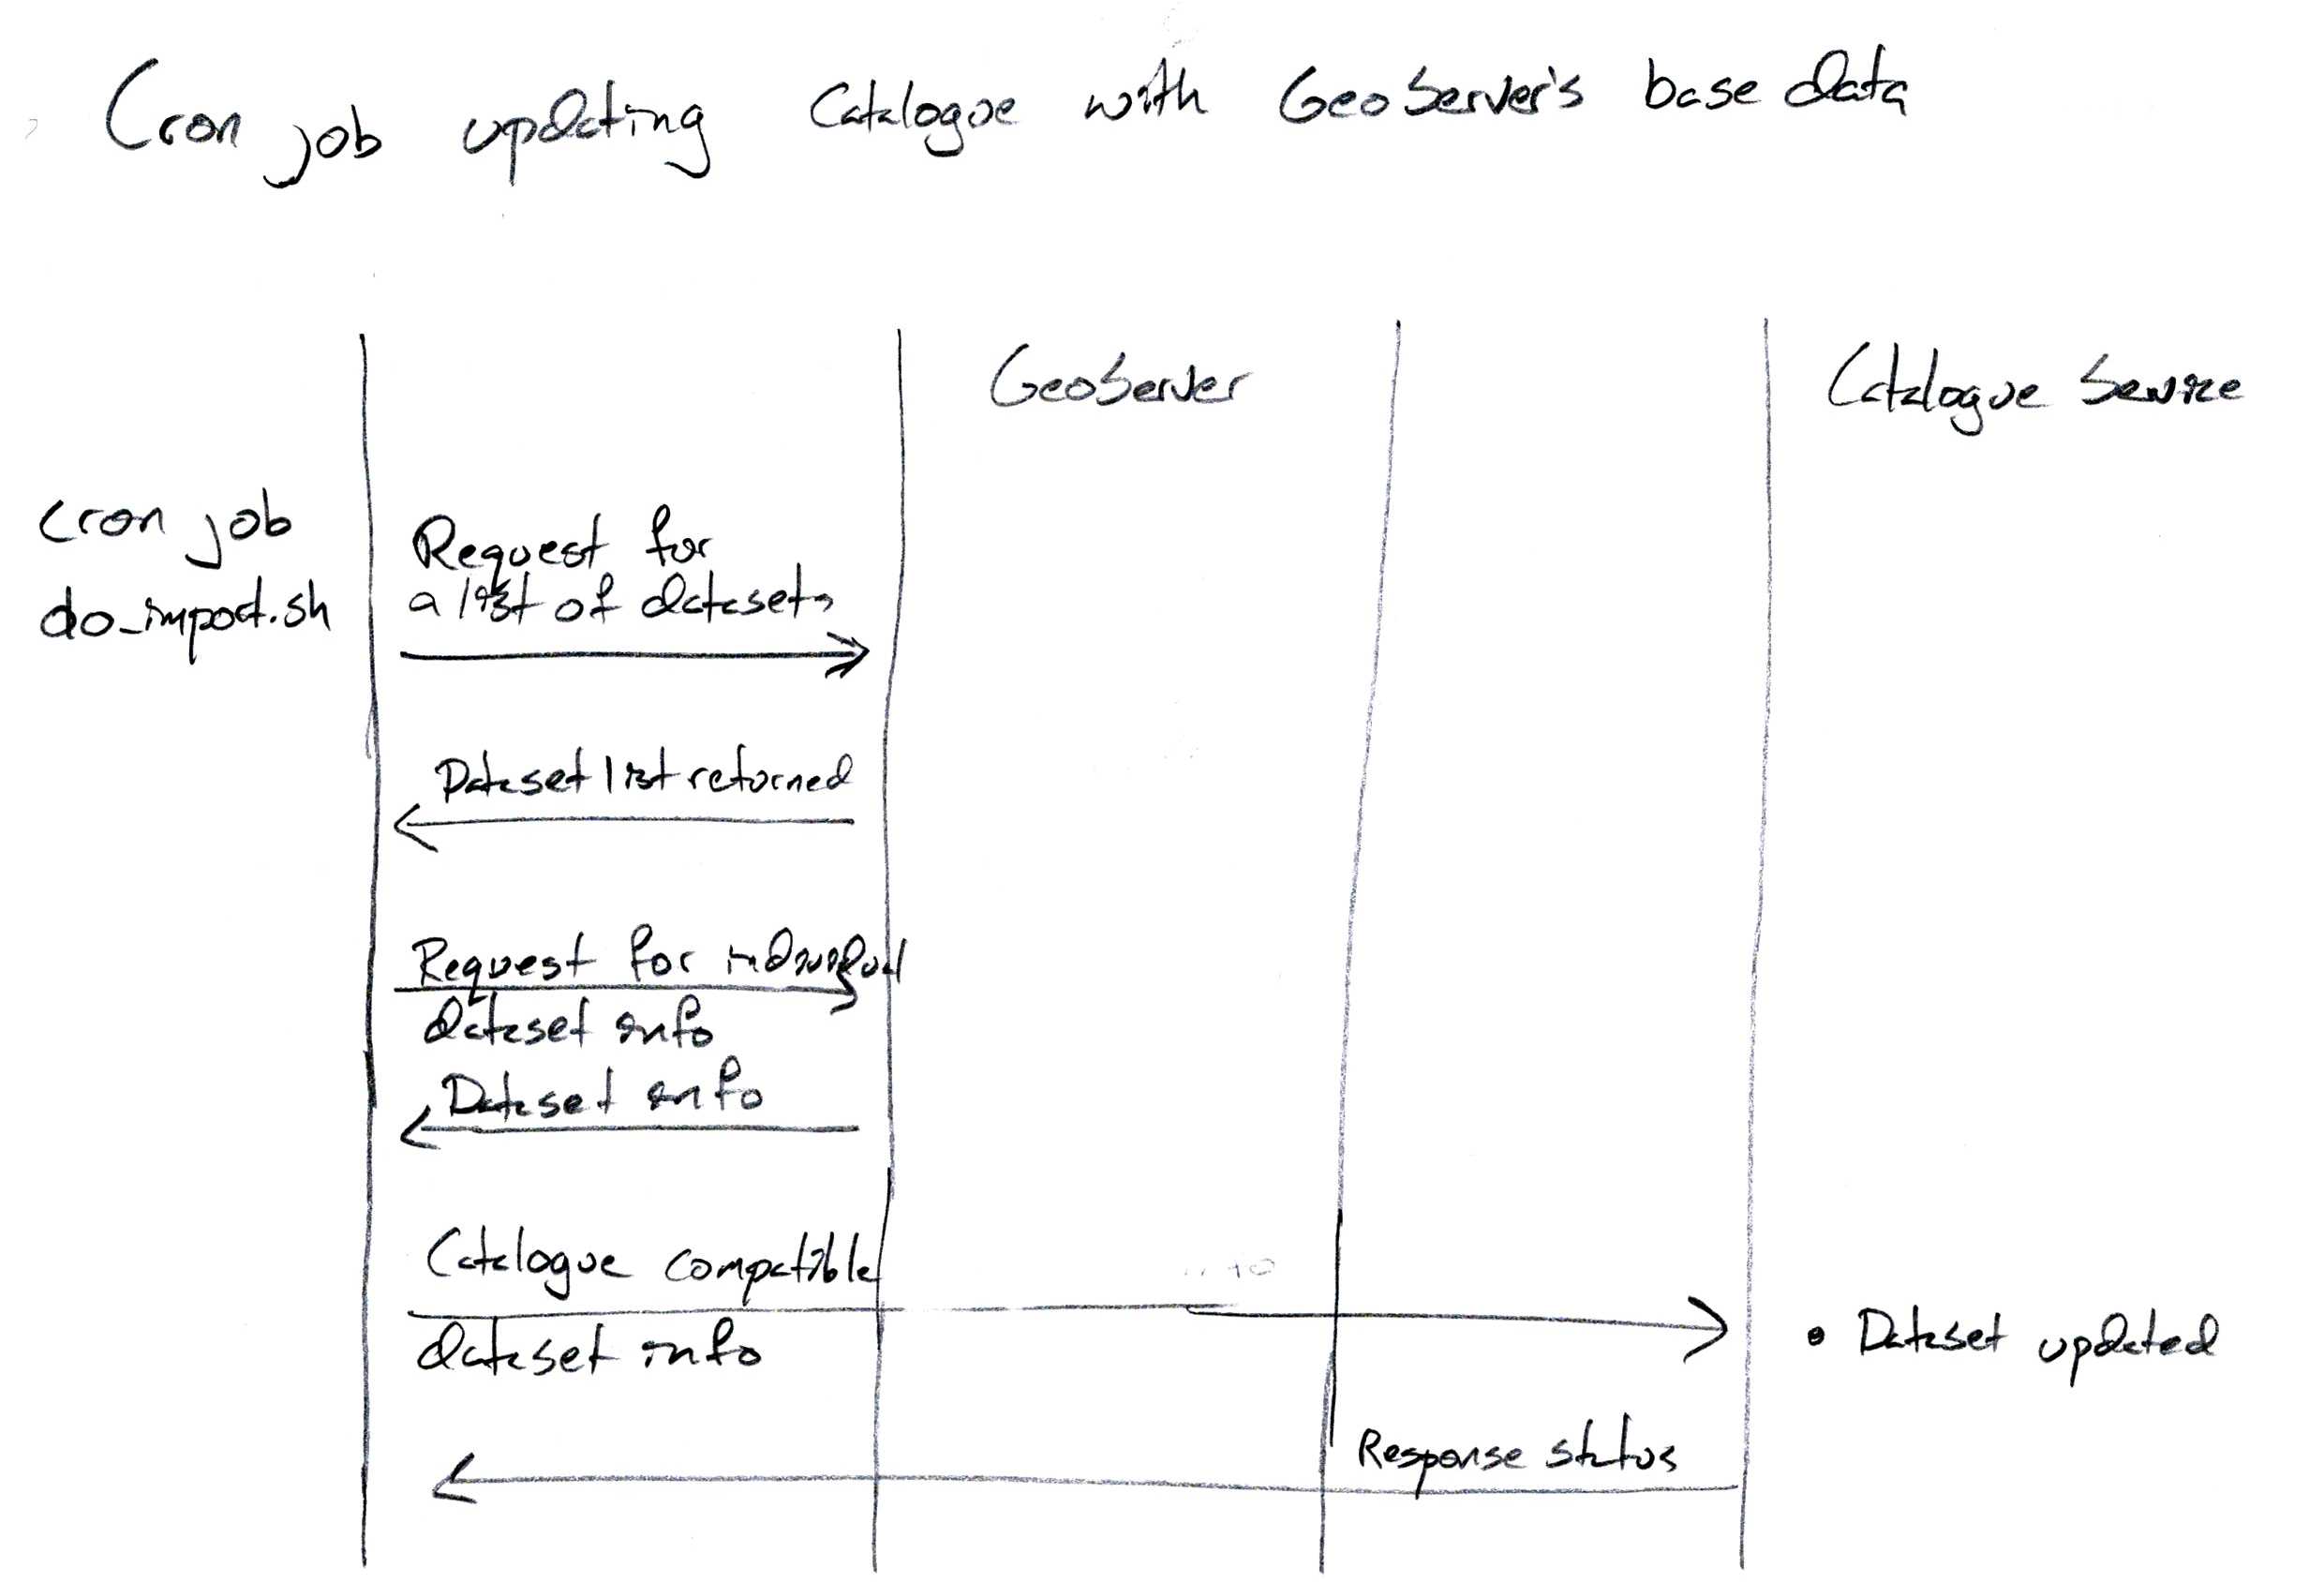 Cron job updating Catalogue with GeoServer's base data
GeoServer
Catalogue Service
cron job
do_import.sh
Request for
a list of datasets
Dataset list returned
Request for individual
dataset info
Dataset info
Catalogue compatible
dataset info
• Dataset updated
Response status